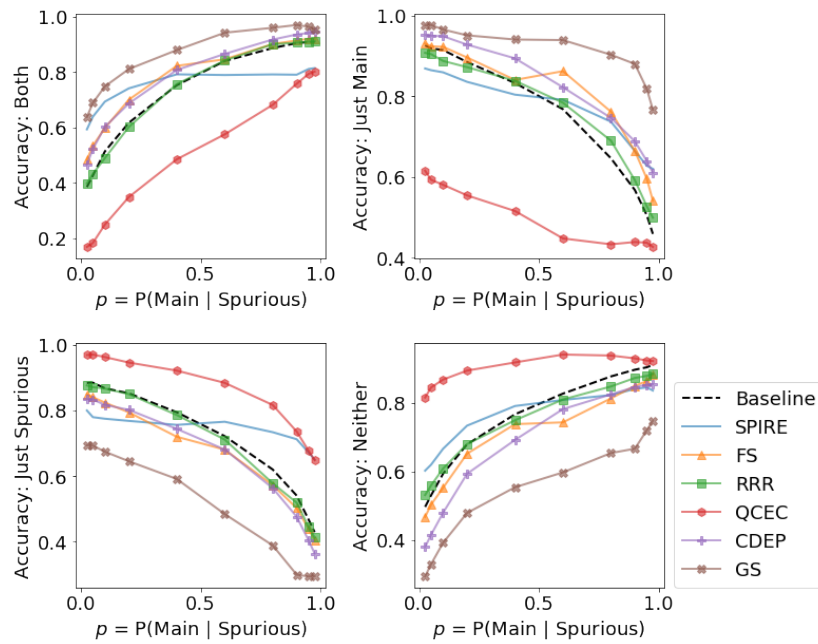 Accuracy: Both
1.0
0.8
0.6
0.4
0.2
0.0
0.5
1.0
p = P(Main | Spurious)
Accuracy: Just Main
1.0
0.8
0.6
0.4
0.0
0.5
1.0
p = P(Main | Spurious)
Accuracy: Just Spurious
1.0
0.8
0.6
0.4
0.0
0.5
1.0
p = P(Main | Spurious)
Accuracy: Neither
0.8
0.6
0.4
0.0
0.5
1.0
p = P(Main | Spurious)
Baseline
SPIRE
FS
RRR
QCEC
CDEP
GS